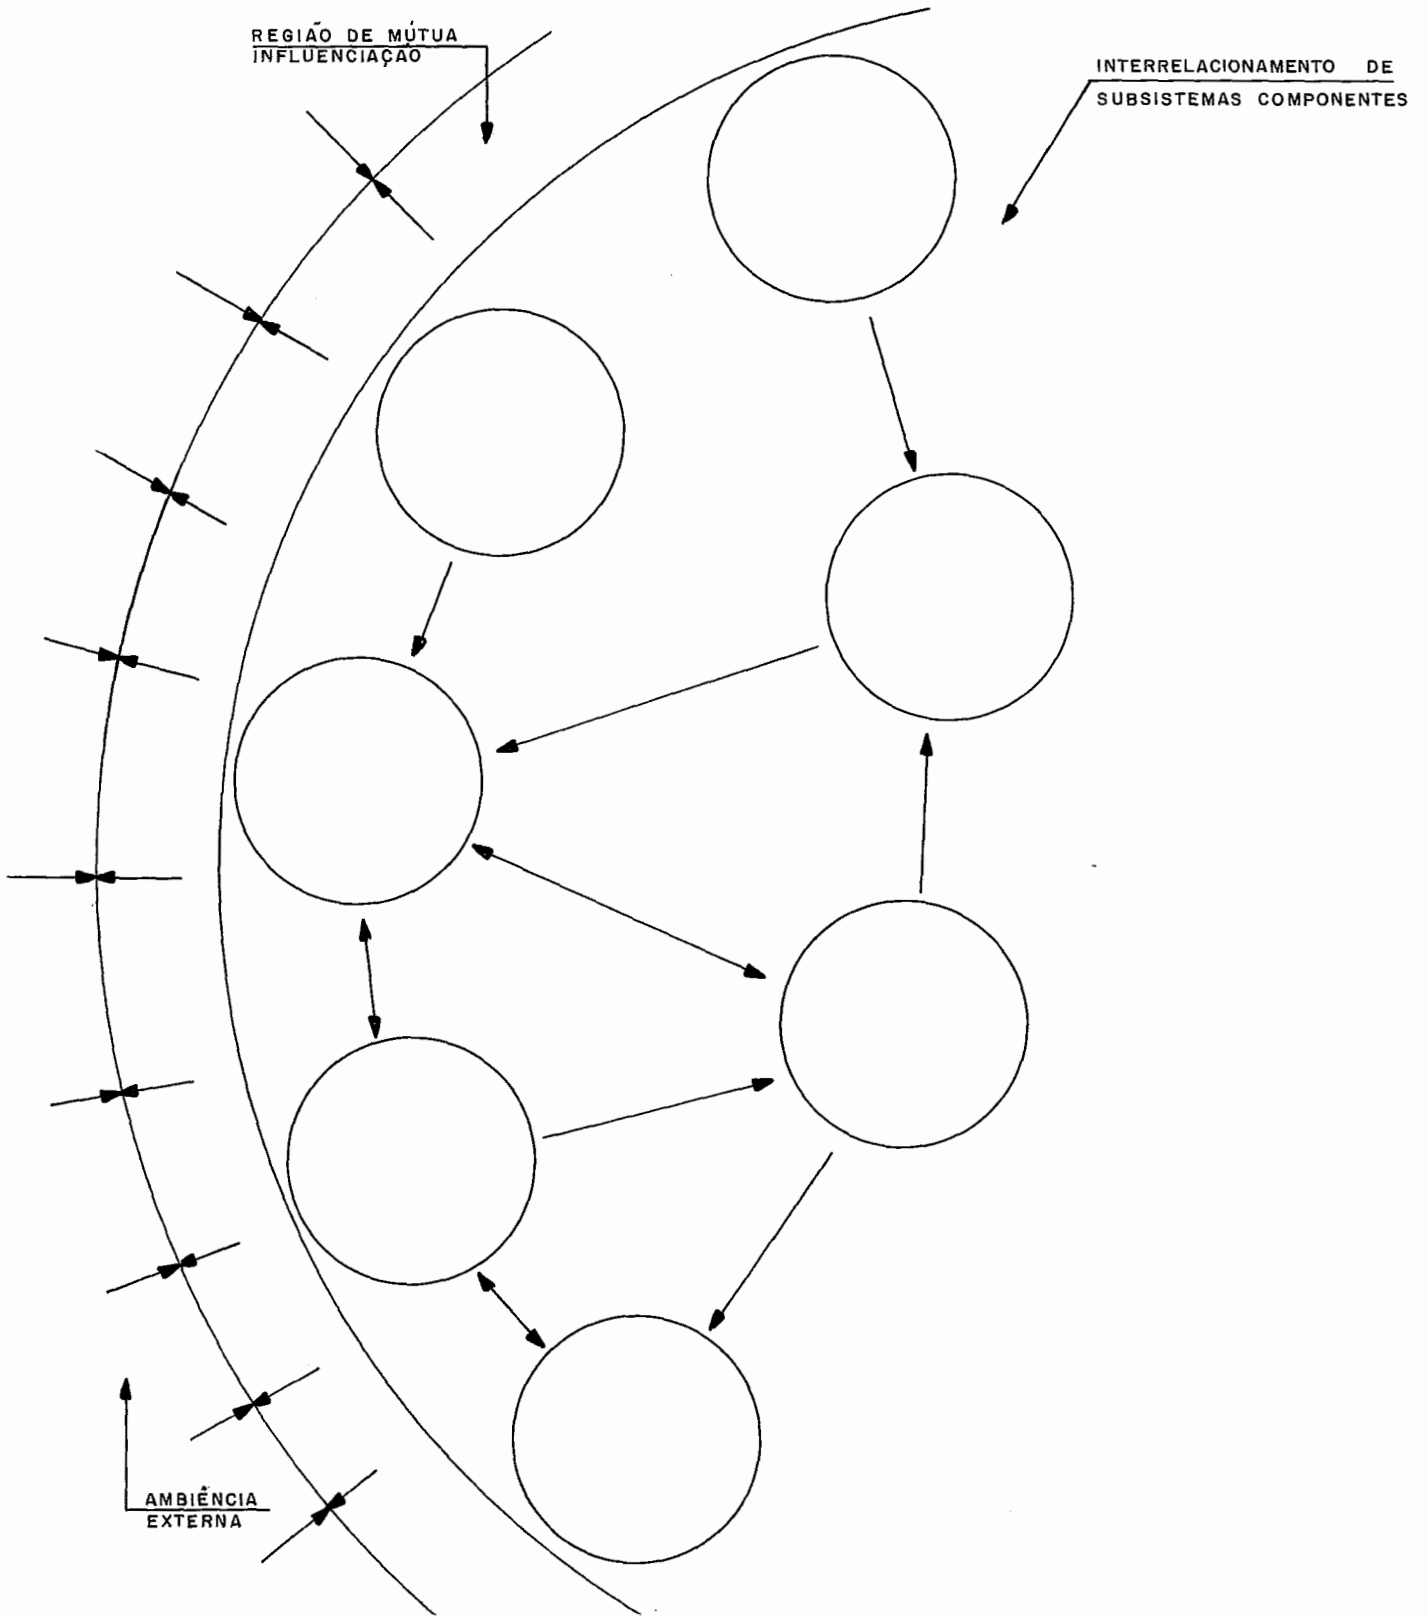 REGIÃO DE MÚTUA
INFLUENCIAÇÃO
INTERRELACIONAMENTO DE
SUBSISTEMAS COMPONENTES
AMBIÊNCIA
EXTERNA